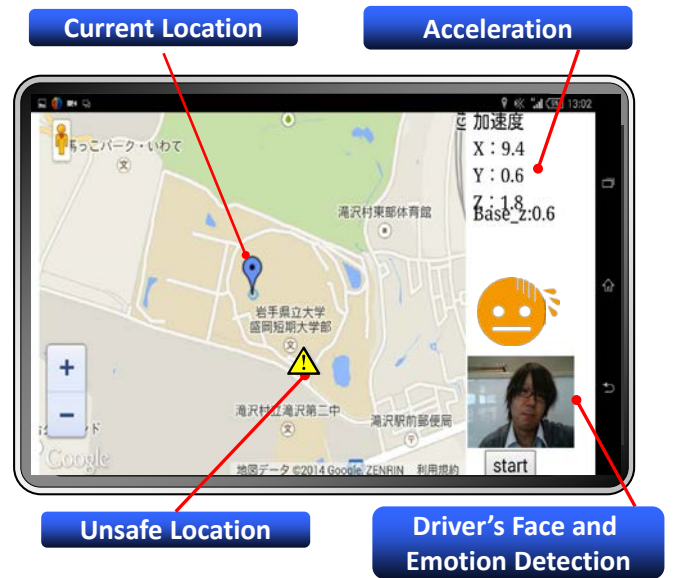 Current Location
Acceleration
13:02
加速度
X：9.4
Y：0.6
Z：1.8
Base_z:0.6
っこパーク・いわて
滝沢村東部体育館
岩手県立大学
盛岡短期大学部
滝沢村立滝沢第二中
滝沢駅前郵便局
Google
地図データ ©2014 Google, ZENRIN 利用規約
start
Unsafe Location
Driver's Face and
Emotion Detection